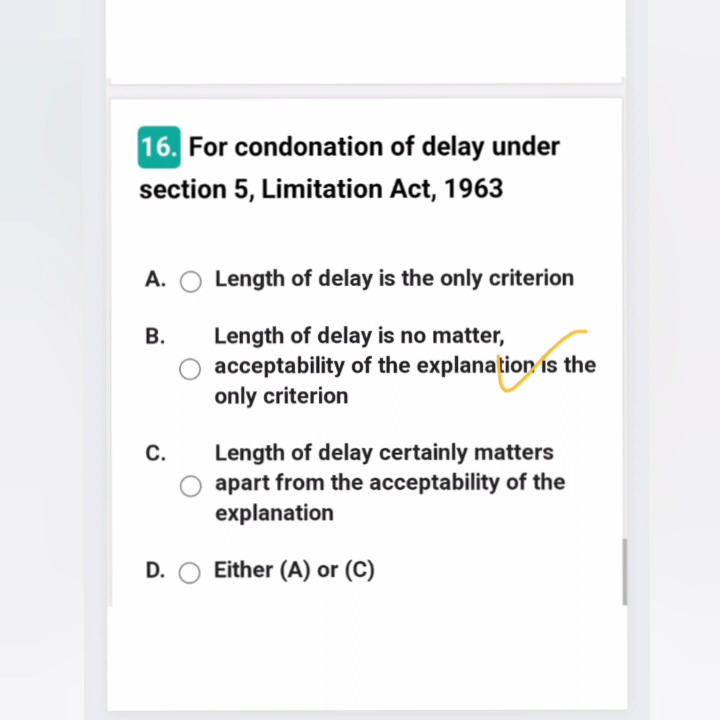 16. For condonation of delay under
section 5, Limitation Act, 1963
A. Length of delay is the only criterion
B. Length of delay is no matter,
acceptability of the explanation is the
only criterion
C. Length of delay certainly matters
apart from the acceptability of the
explanation
D. Either (A) or (C)